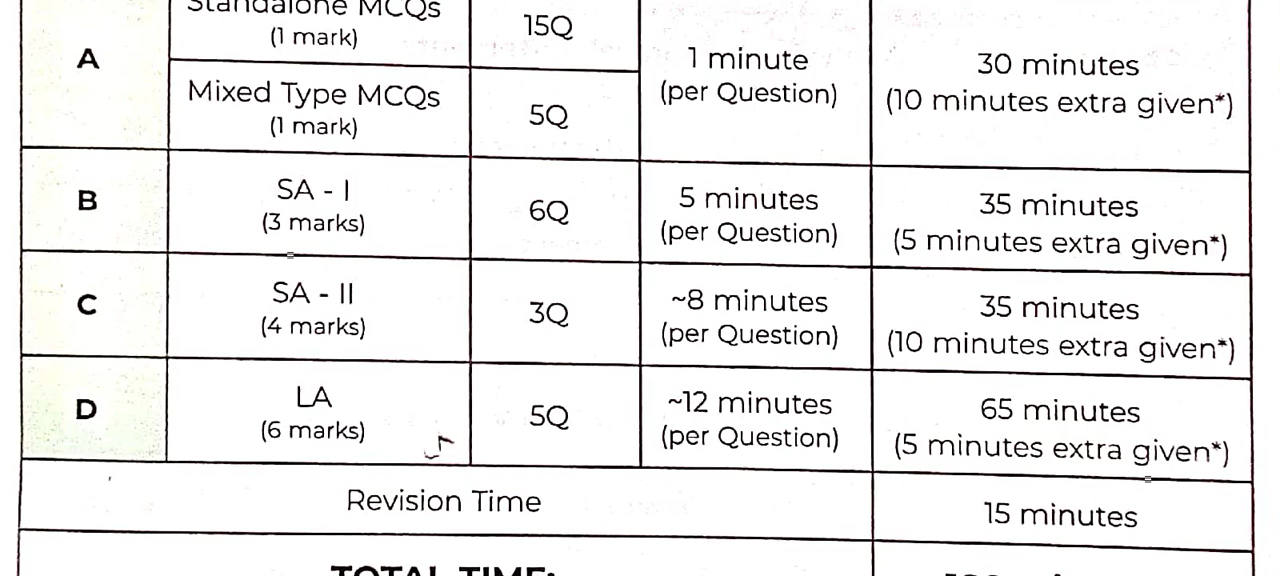 Standalone MCQs
(1 mark)
15Q
A
1 minute
(per Question)
30 minutes
(10 minutes extra given*)
Mixed Type MCQs
(1 mark)
5Q
B
SA - I
(3 marks)
6Q
5 minutes
(per Question)
35 minutes
(5 minutes extra given*)
C
SA - II
(4 marks)
3Q
~8 minutes
(per Question)
35 minutes
(10 minutes extra given*)
D
LA
(6 marks)
5Q
~12 minutes
(per Question)
65 minutes
(5 minutes extra given*)
Revision Time
15 minutes
TOTAL TIME: